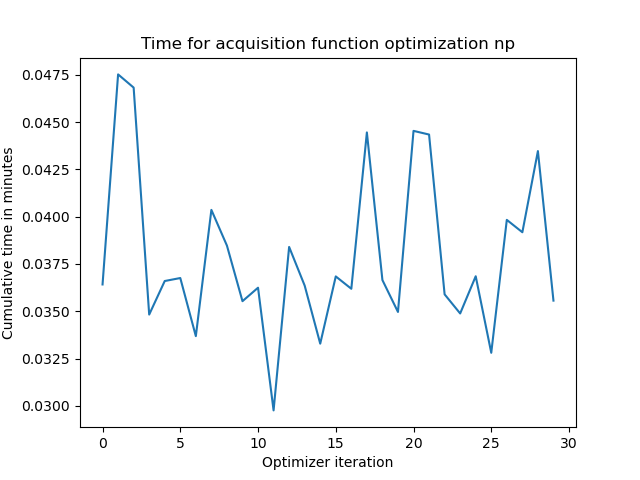 Time for acquisition function optimization np
Cumulative time in minutes
0.0475
0.0450
0.0425
0.0400
0.0375
0.0350
0.0325
0.0300
0 5 10 15 20 25 30
Optimizer iteration